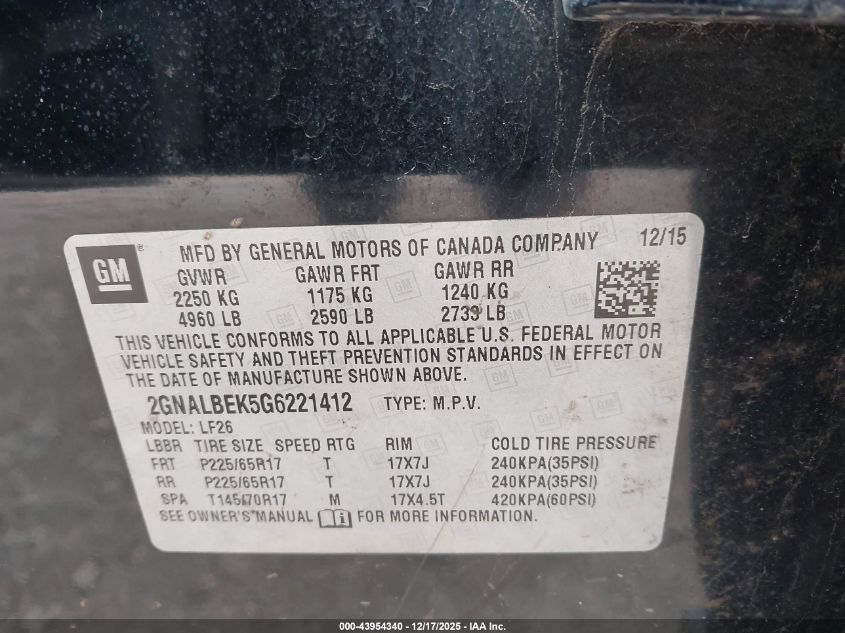 GM ® MFD BY GENERAL MOTORS OF CANADA COMPANY 12/15
GVWR GAWR FRT GAWR RR
2250 KG 1175 KG 1240 KG
4960 LB 2590 LB 2733 LB
THIS VEHICLE CONFORMS TO ALL APPLICABLE U.S. FEDERAL MOTOR
VEHICLE SAFETY AND THEFT PREVENTION STANDARDS IN EFFECT ON
THE DATE OF MANUFACTURE SHOWN ABOVE.
2GNALBEK5G6221412 TYPE: M.P.V.
MODEL: LF26
LBBR TIRE SIZE SPEED RTG RIM COLD TIRE PRESSURE
FRT P225/65R17 T 17X7J 240KPA(35PSI)
RR P225/65R17 T 17X7J 240KPA(35PSI)
SPA T145/70R17 M 17X4.5T 420KPA(60PSI)
SEE OWNER'S MANUAL FOR MORE INFORMATION.
000-43954340 - 12/17/2025 - IAA Inc.